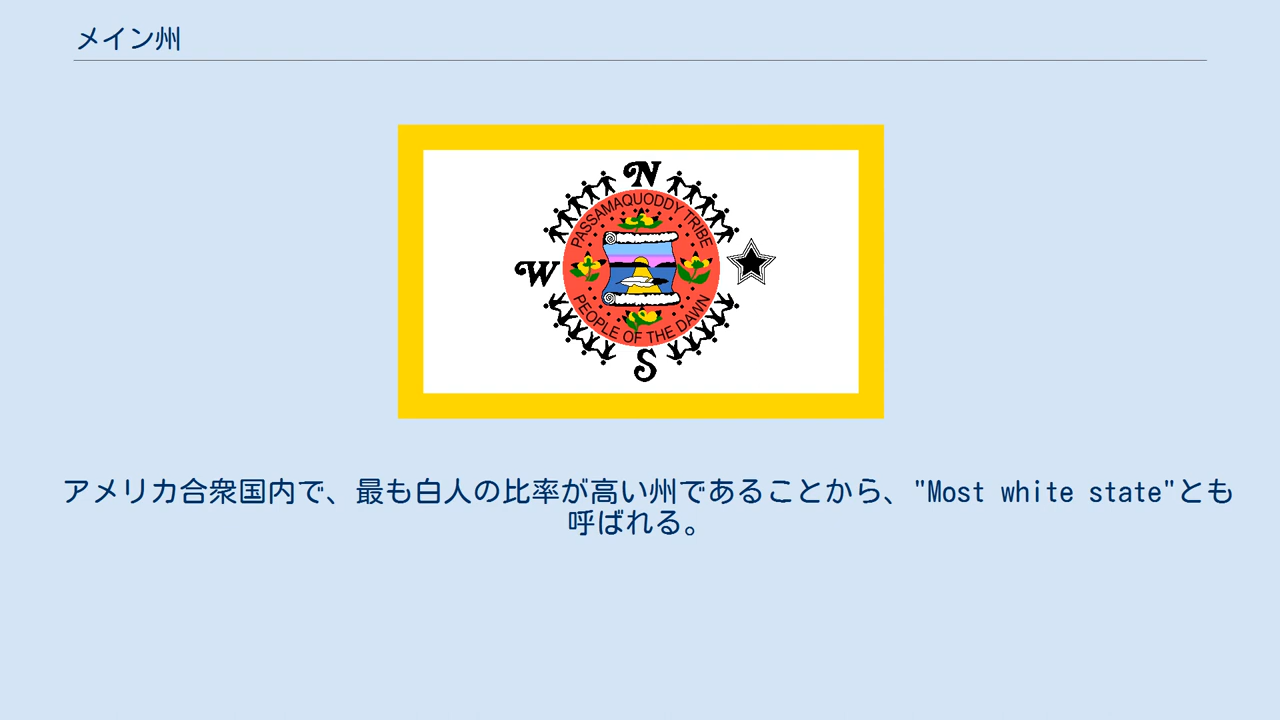 メイン州
N
PASSAMAQUODDY TRIBE
W
PEOPLE OF THE DAWN
S
アメリカ合衆国内で、最も白人の比率が高い州であることから、"Most white state"とも
呼ばれる。